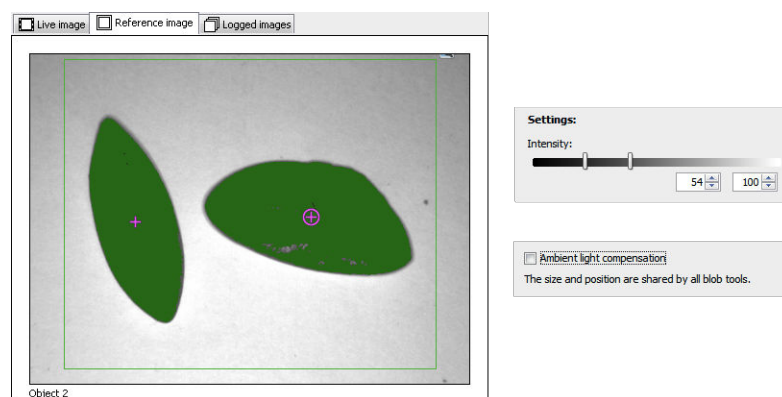 Live image Reference image Logged images
Object 2
Settings:
Intensity:
54 100
Ambient light compensation
The size and position are shared by all blob tools.